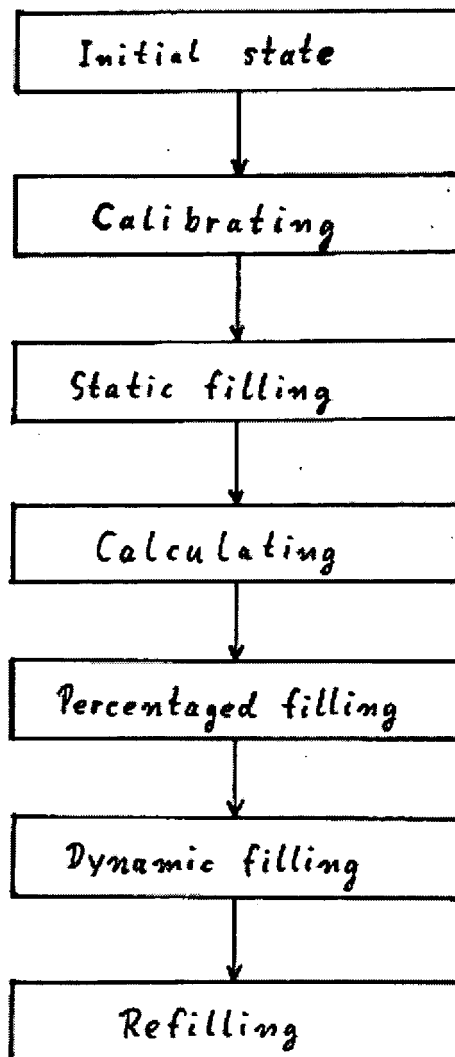 Initial state
Calibrating
Static filling
Calculating
Percentaged filling
Dynamic filling
Refilling